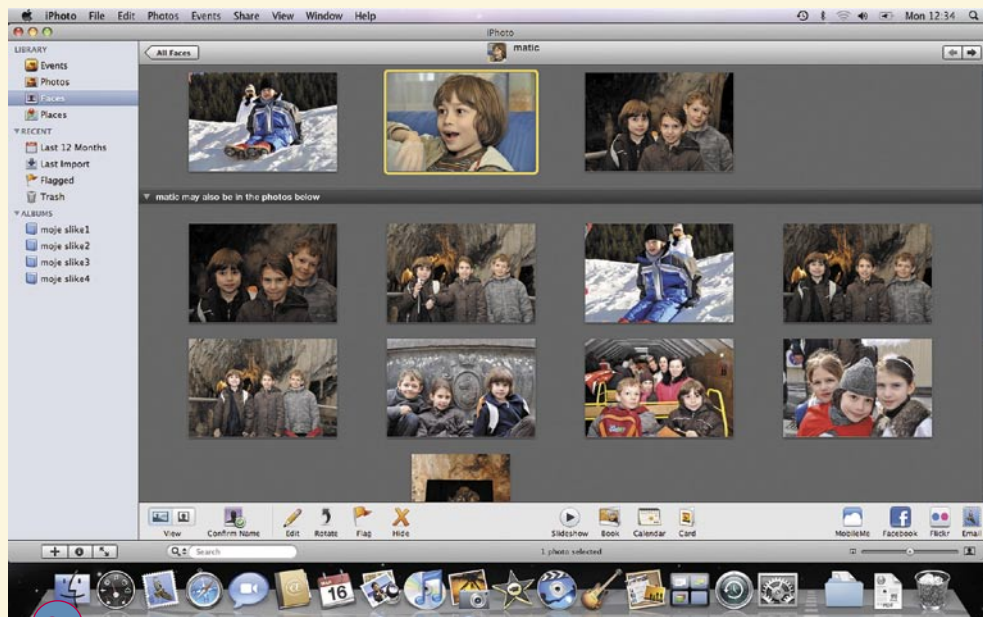 iPhoto File Edit Photos Events Share View Window Help Mon 12:34
iPhoto
LIBRARY
Events
Photos
Faces
Places
RECENT
Last 12 Months
Last Import
Flagged
Trash
ALBUMS
moje slike1
moje slike2
moje slike3
moje slike4
All Faces
matic
matic may also be in the photos below
View Confirm Name Edit Rotate Flag Hide Slideshow Book Calendar Card MobileMe Facebook Flickr Email
Search
1 photo selected
16